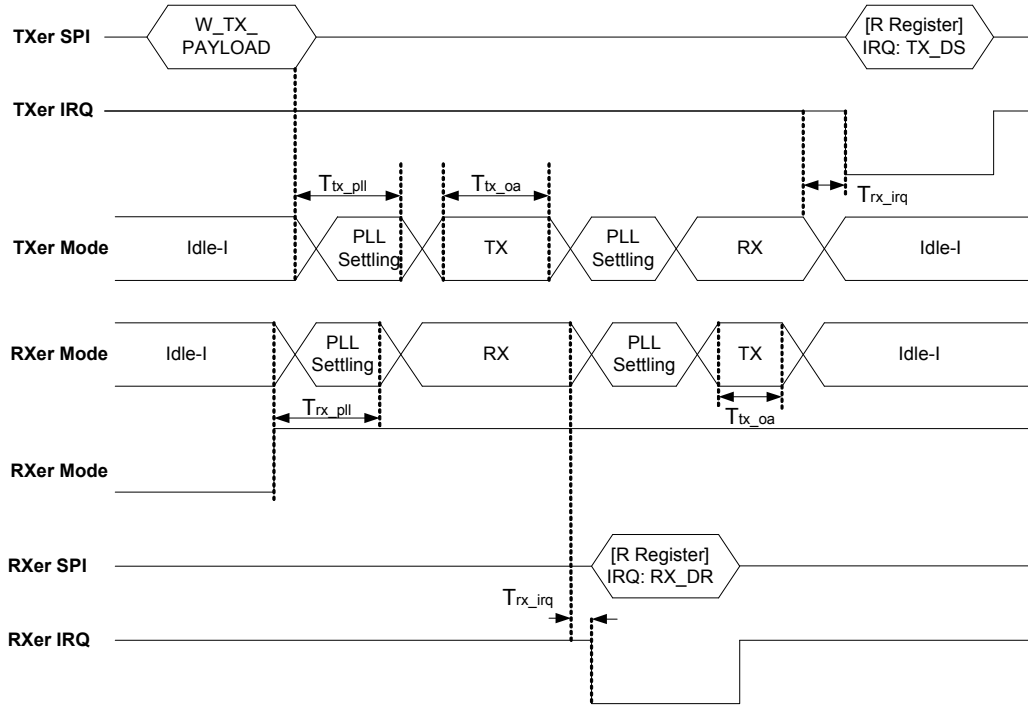 TXer SPI
W_TX_
PAYLOAD
[R Register]
IRQ: TX_DS
TXer IRQ
Ttx_pll
Ttx_oa
Trx_irq
TXer Mode
Idle-I
PLL
Settling
TX
PLL
Settling
RX
Idle-I
RXer Mode
Idle-I
PLL
Settling
RX
PLL
Settling
TX
Idle-I
Trx_pll
Ttx_oa
RXer Mode
RXer SPI
[R Register]
IRQ: RX_DR
Trx_irq
RXer IRQ